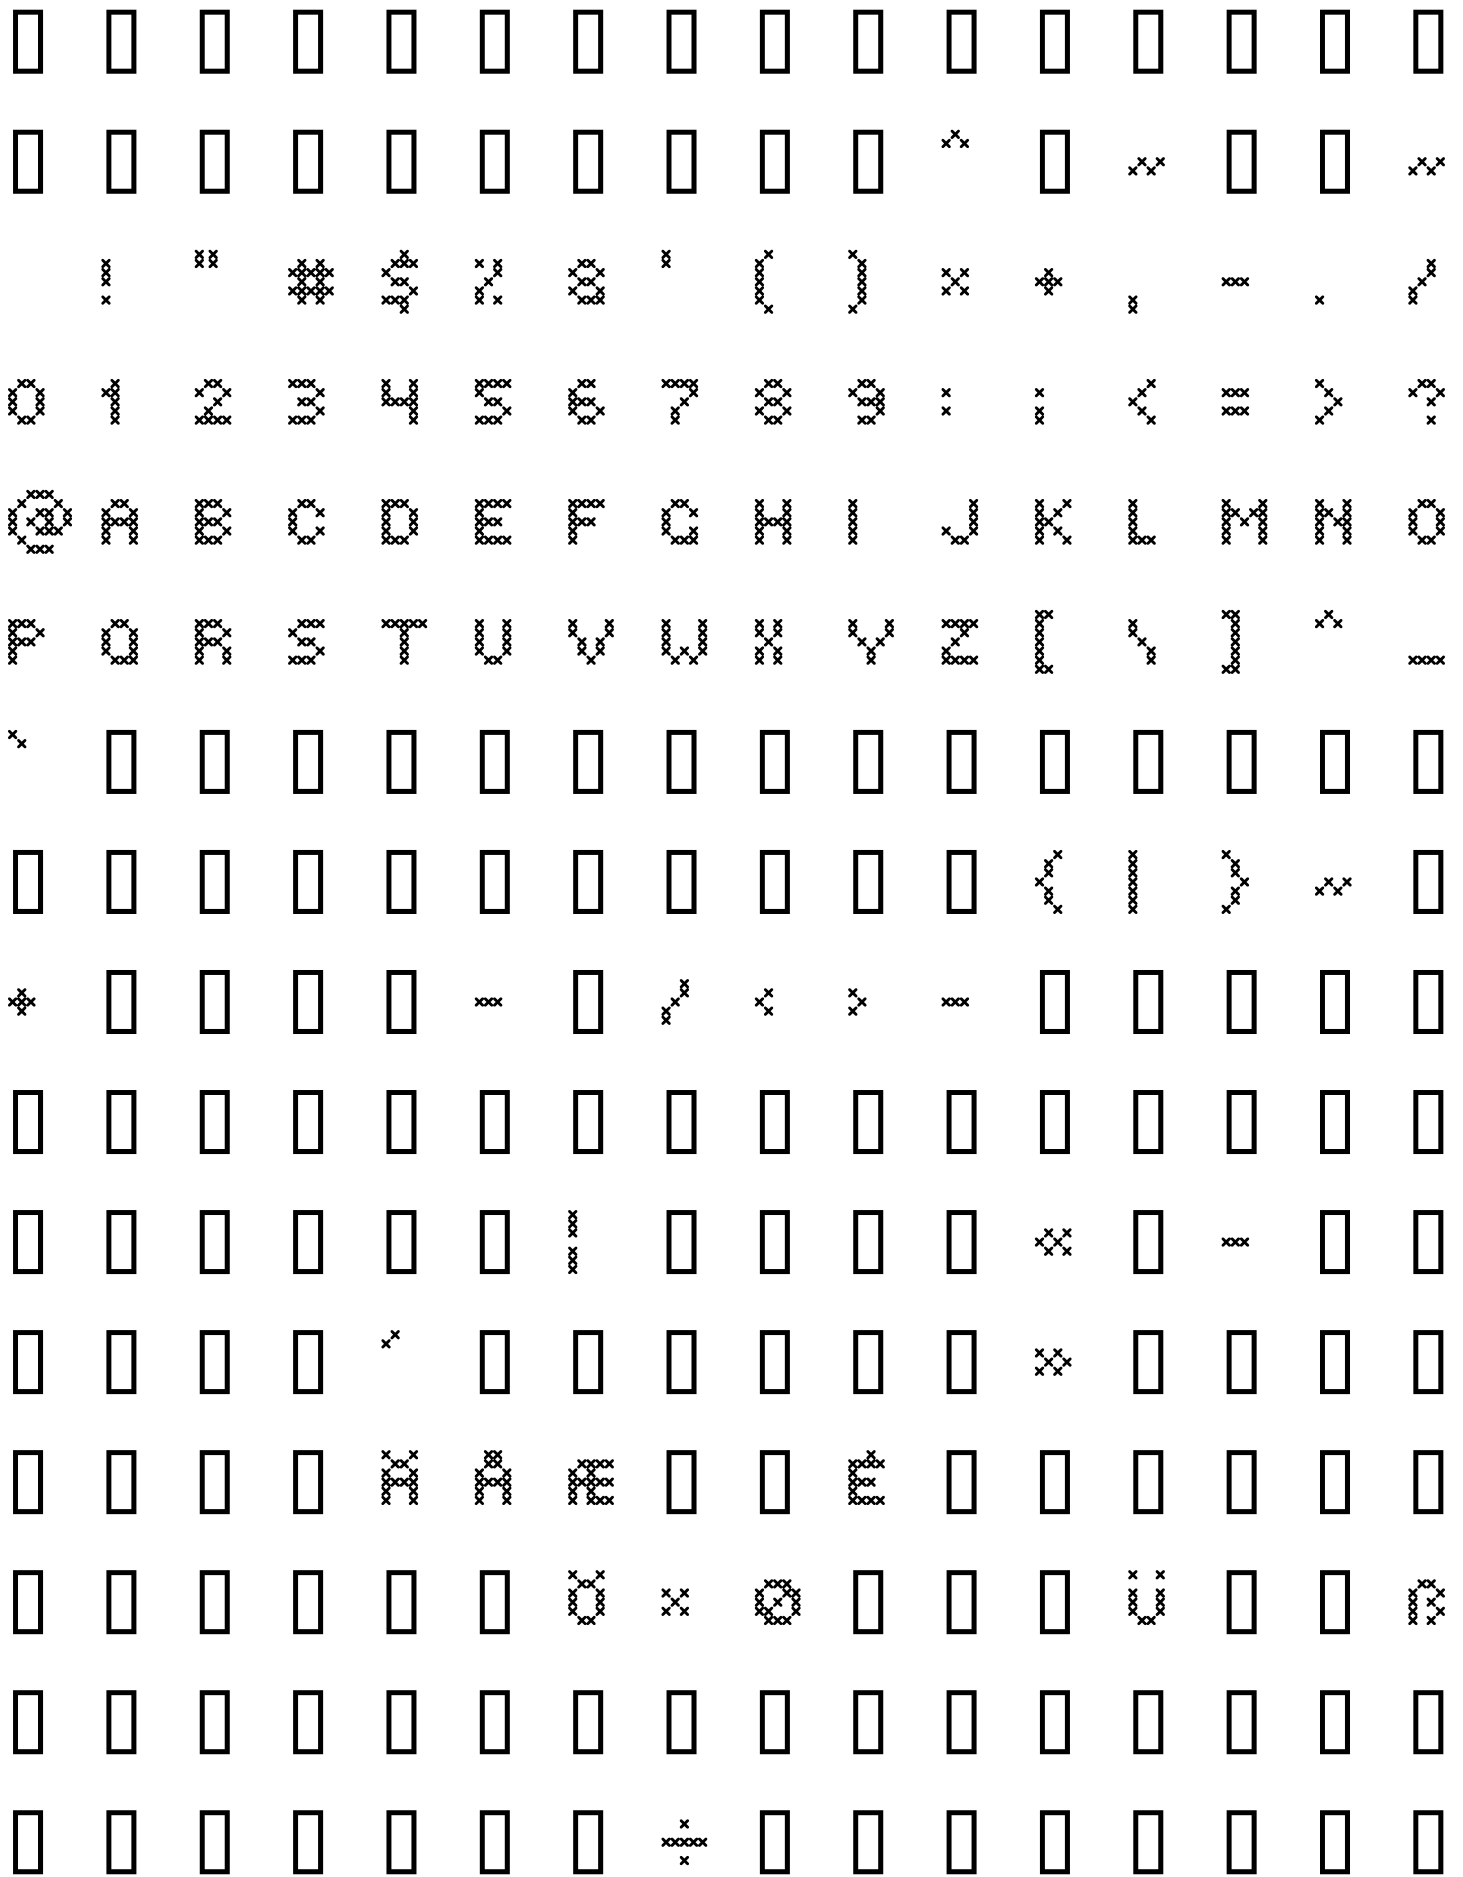 ˆ ˜ ˜
! " # $ % & ' ( ) * + , - . /
0 1 2 3 4 5 6 7 8 9 : ; < = > ?
@ A B C D E F G H I J K L M N O
P Q R S T U V W X Y Z [ \ ] ^ _
`
{ | } ~
• – ⁄ ‹ › −
¦ « -
´ »
Ä Å Æ É
Ö × Ø Ü ß
÷